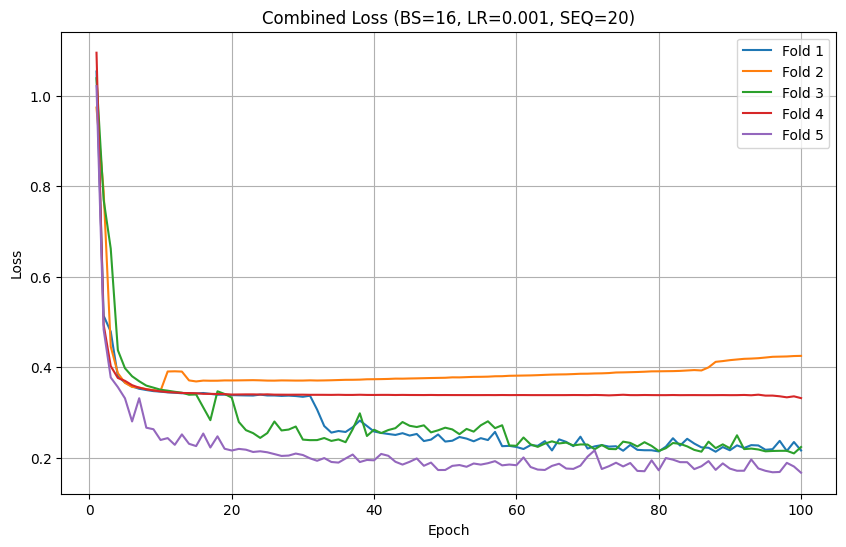 Combined Loss (BS=16, LR=0.001, SEQ=20)
Fold 1
Fold 2
Fold 3
Fold 4
Fold 5
Loss
1.0
0.8
0.6
0.4
0.2
0
20
40
60
80
100
Epoch